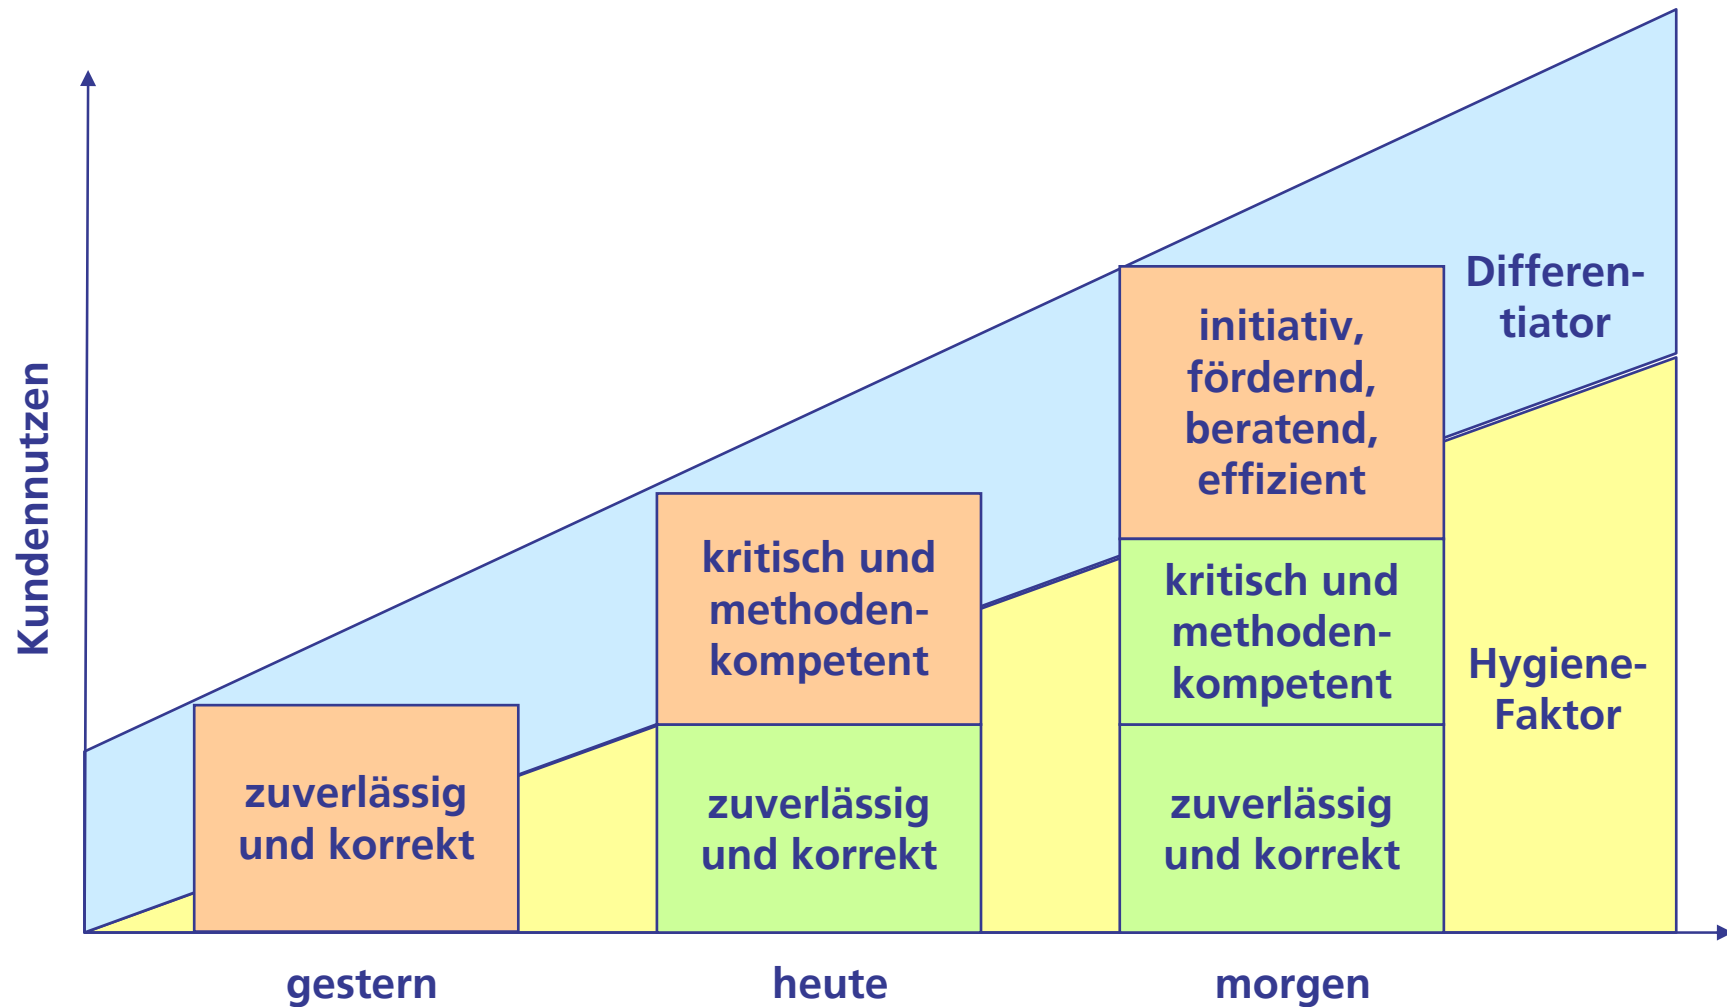 Kundennutzen
Differen-
tiator
initiativ,
fördernd,
beratend,
effizient
kritisch und
methoden-
kompetent
kritisch und
methoden-
kompetent
Hygiene-
Faktor
zuverlässig
und korrekt
zuverlässig
und korrekt
zuverlässig
und korrekt
gestern
heute
morgen